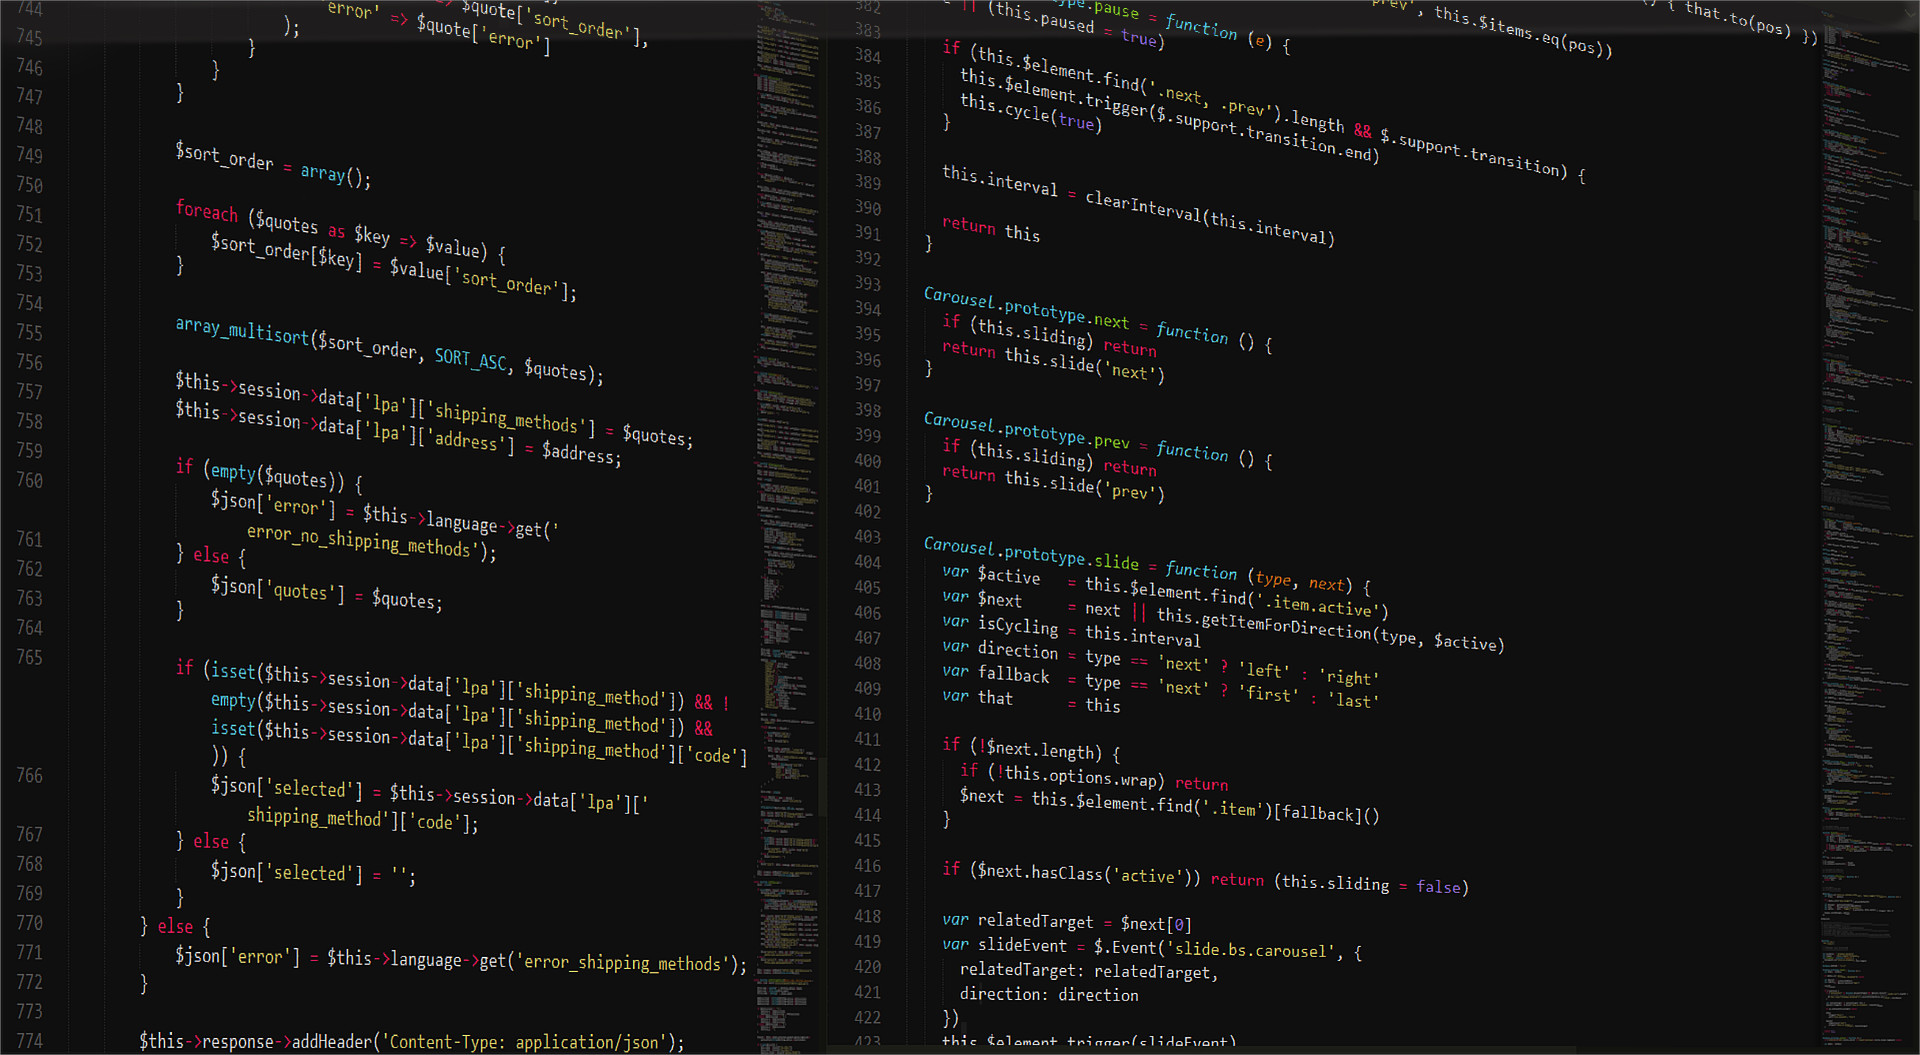 744
745
746
747
748
749
750
751
752
753
754
755
756
757
758
759
760
761
762
763
764
765
766
767
768
769
770
771
772
773
774
'error' => $quote['sort_order'],
$quote['error']
);
}
}
}
$sort_order = array();
foreach ($quotes as $key => $value) {
$sort_order[$key] = $value['sort_order'];
}
array_multisort($sort_order, SORT_ASC, $quotes);
$this->session->data['lpa']['shipping_methods'] = $quotes;
$this->session->data['lpa']['address'] = $address;
if (empty($quotes)) {
$json['error'] = $this->language->get('
error_no_shipping_methods');
} else {
$json['quotes'] = $quotes;
}
if (isset($this->session->data['lpa']['shipping_method']) && !
empty($this->session->data['lpa']['shipping_method']) &&
isset($this->session->data['lpa']['shipping_method']['code']
)) {
$json['selected'] = $this->session->data['lpa']['
shipping_method']['code'];
} else {
$json['selected'] = '';
}
} else {
$json['error'] = $this->language->get('error_shipping_methods');
}
$this->response->addHeader('Content-Type: application/json');
382
383
384
385
386
387
388
389
390
391
392
393
394
395
396
397
398
399
400
401
402
403
404
405
406
407
408
409
410
411
412
413
414
415
416
417
418
419
420
421
422
423
', this.$items.eq(pos))
{ that.to(pos) })
.pause = function (e) {
|| (this.paused = true)
if (this.$element.find('.next, .prev').length && $.support.transition) {
this.$element.trigger($.support.transition.end)
this.cycle(true)
}
this.interval = clearInterval(this.interval)
return this
}
Carousel.prototype.next = function () {
if (this.sliding) return
return this.slide('next')
}
Carousel.prototype.prev = function () {
if (this.sliding) return
return this.slide('prev')
}
Carousel.prototype.slide = function (type, next) {
var $active = this.$element.find('.item.active')
var $next = next || this.getItemForDirection(type, $active)
var isCycling = this.interval
var direction = type == 'next' ? 'left' : 'right'
var fallback = type == 'next' ? 'first' : 'last'
var that = this
if (!$next.length) {
if (!this.options.wrap) return
$next = this.$element.find('.item')[fallback]()
}
if ($next.hasClass('active')) return (this.sliding = false)
var relatedTarget = $next[0]
var slideEvent = $.Event('slide.bs.carousel', {
relatedTarget: relatedTarget,
direction: direction
})
this.$element.trigger(slideEvent)